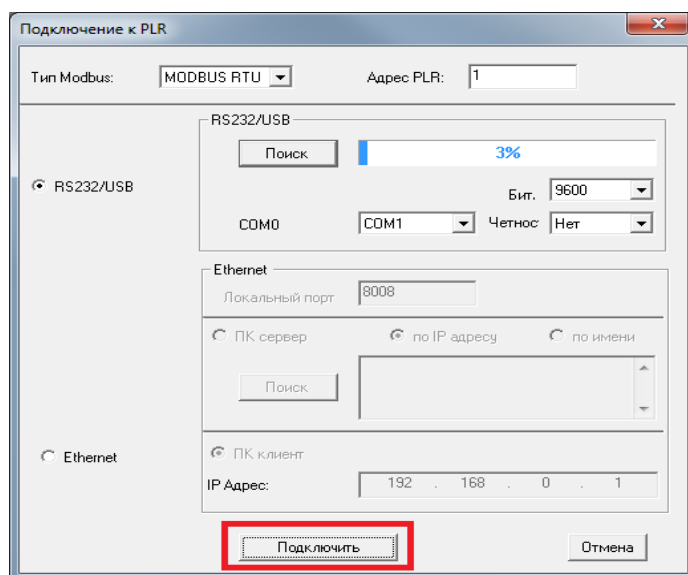 Подключение к PLR
Тип Modbus: MODBUS RTU Адрес PLR: 1
RS232/USB
Поиск 3%
RS232/USB
Бит. 9600
COM0 COM1 Четнос Нет
Ethernet
Локальный порт 8008
ПК сервер по IP адресу по имени
Поиск
Ethernet
ПК клиент
IP Адрес: 192 . 168 . 0 . 1
Подключить Отмена